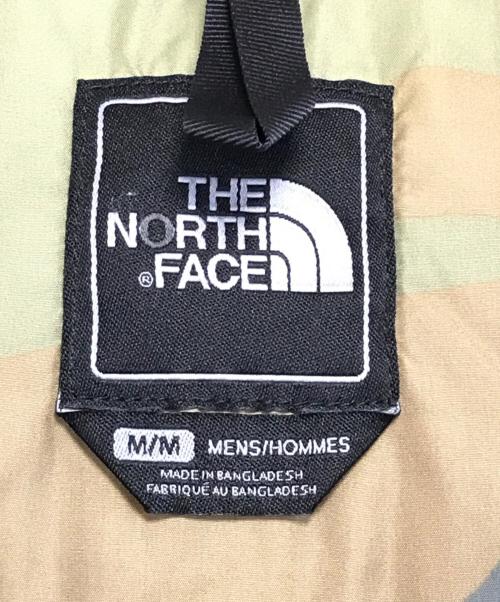 THE
NORTH
®FACE
M/M MENS/HOMMES
MADE IN BANGLADESH
FABRIQUÉ AU BANGLADESH